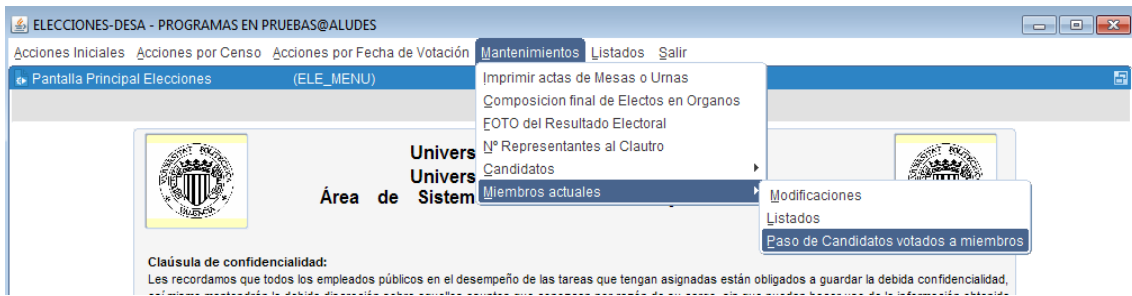 ELECCIONES-DESA - PROGRAMAS EN PRUEBAS@ALUDES
Acciones Iniciales Acciones por Censo Acciones por Fecha de Votación Mantenimientos Listados Salir
Pantalla Principal Elecciones (ELE_MENU)
Imprimir actas de Mesas o Urnas
Composicion final de Electos en Organos
FOTO del Resultado Electoral
Nº Representantes al Clautro
Candidatos
Miembros actuales
Modificaciones
Listados
Paso de Candidatos votados a miembros
Univers
Univers
Área de Sistem
Claúsula de confidencialidad:
Les recordamos que todos los empleados públicos en el desempeño de las tareas que tengan asignadas están obligados a guardar la debida confidencialidad,